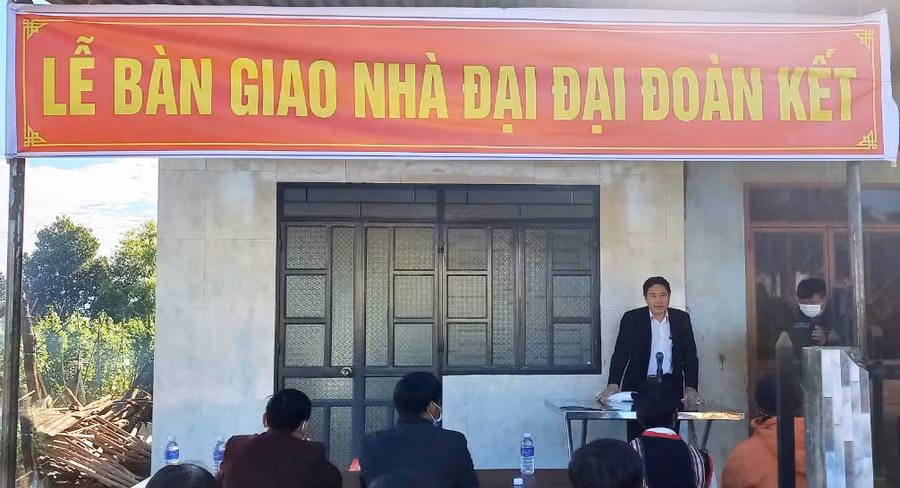 LỄ BÀN GIAO NHÀ ĐẠI ĐẠI ĐOÀN KẾT